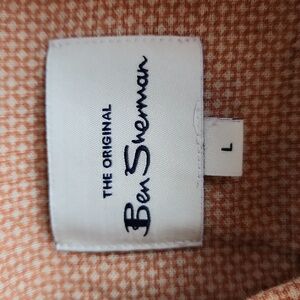 THE ORIGINAL
Ben Sherman
L